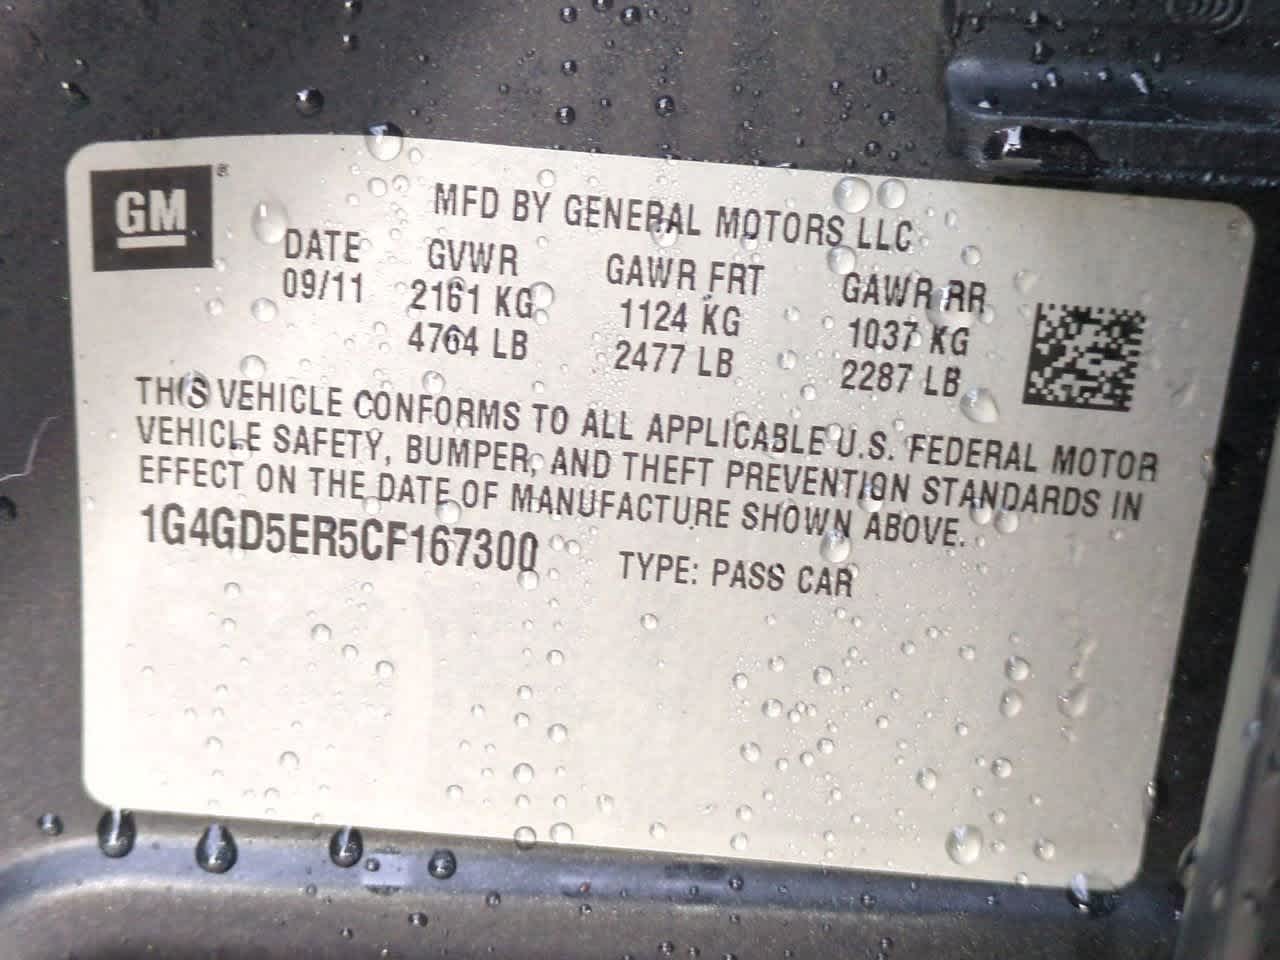 GM®
MFD BY GENERAL MOTORS LLC
DATE GVWR GAWR FRT GAWR RR
09/11 2161 KG 1124 KG 1037 KG
4764 LB 2477 LB 2287 LB
THIS VEHICLE CONFORMS TO ALL APPLICABLE U.S. FEDERAL MOTOR
VEHICLE SAFETY, BUMPER, AND THEFT PREVENTION STANDARDS IN
EFFECT ON THE DATE OF MANUFACTURE SHOWN ABOVE.
1G4GD5ER5CF167300 TYPE: PASS CAR